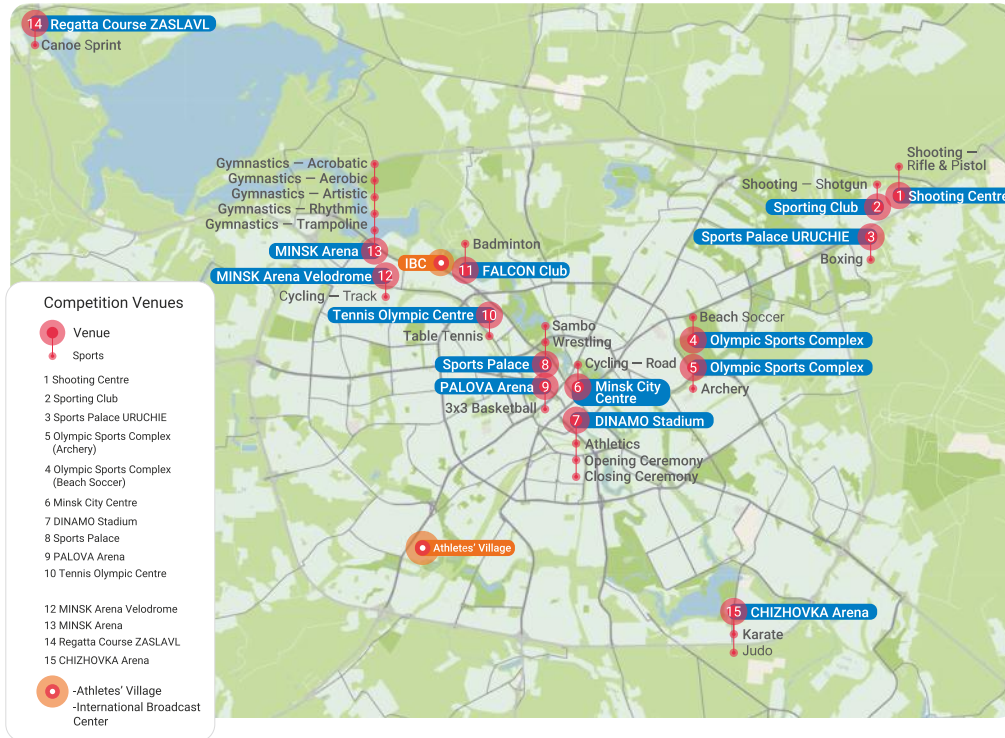 14 Regatta Course ZASLAVL
Canoe Sprint
Gymnastics — Acrobatic
Gymnastics — Aerobic
Gymnastics — Artistic
Gymnastics — Rhythmic
Gymnastics — Trampoline
MINSK Arena 13
MINSK Arena Velodrome 12
Cycling — Track
IBC
Badminton
11 FALCON Club
Tennis Olympic Centre 10
Table Tennis
Sambo
Wrestling
Sports Palace 8
PALOVA Arena 9
3x3 Basketball
Cycling — Road
6 Minsk City
Centre
7 DINAMO Stadium
Athletics
Opening Ceremony
Closing Ceremony
Shooting —
Rifle & Pistol
1 Shooting Centre
Shooting — Shotgun
Sporting Club 2
Sports Palace URUCHIE 3
Boxing
Beach Soccer
4 Olympic Sports Complex
5 Olympic Sports Complex
Archery
Athletes' Village
15 CHIZHOVKA Arena
Karate
Judo
Competition Venues
Venue
Sports
1 Shooting Centre
2 Sporting Club
3 Sports Palace URUCHIE
5 Olympic Sports Complex
(Archery)
4 Olympic Sports Complex
(Beach Soccer)
6 Minsk City Centre
7 DINAMO Stadium
8 Sports Palace
9 PALOVA Arena
10 Tennis Olympic Centre
12 MINSK Arena Velodrome
13 MINSK Arena
14 Regatta Course ZASLAVL
15 CHIZHOVKA Arena
-Athletes' Village
-International Broadcast
Center